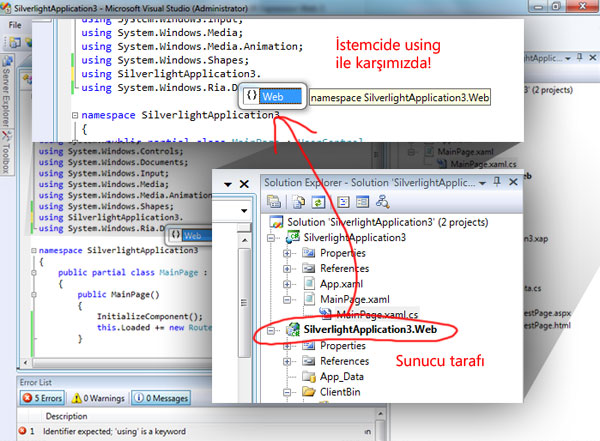 SilverlightApplication3 - Microsoft Visual Studio (Administrator)
File
Server Explorer
Toolbox
using System.Windows.Input;
using System.Windows.Media;
using System.Windows.Media.Animation;
using System.Windows.Shapes;
using SilverlightApplication3.
using System.Windows.Ria.D
{} Web
namespace SilverlightApplication3.Web
namespace SilverlightApplication3
{
public partial class MainPage : UserControl
İstemcide using
ile karşımızda!
(2 projects)
MainPage.xaml
MainPage.xaml.cs
using System.Windows.Controls;
using System.Windows.Documents;
using System.Windows.Input;
using System.Windows.Media;
using System.Windows.Media.Animati
using System.Windows.Shapes;
using SilverlightApplication3.
using System.Windows.Ria.D
{} Web
namespace SilverlightApplication3
{
public partial class MainPage :
{
public MainPage()
{
InitializeComponent();
this.Loaded += new Route
}
Solution Explorer - Solution 'SilverlightApplic...
Solution 'SilverlightApplication3' (2 projects)
SilverlightApplication3
Properties
References
App.xaml
MainPage.xaml
MainPage.xaml.cs
SilverlightApplication3.Web
Properties
References
App_Data
ClientBin
Sunucu tarafı
n3.xap
estPage.aspx
estPage.html
Error List
5 Errors
0 Warnings
0 Messages
Description
1 Identifier expected; 'using' is a keyword